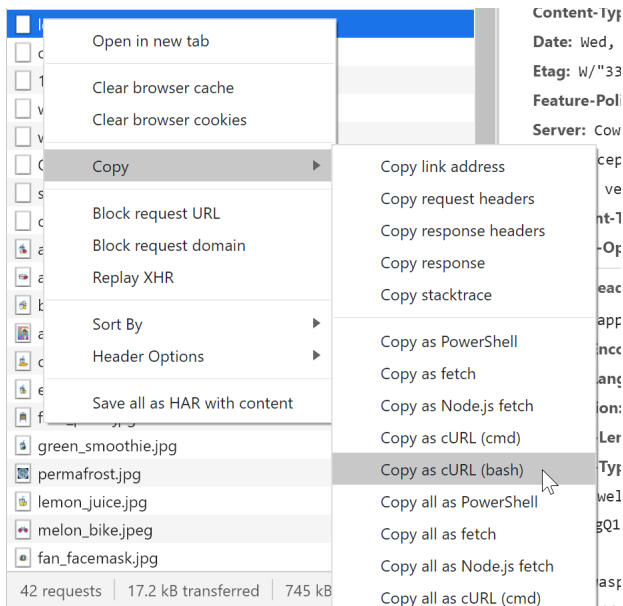 Open in new tab
Clear browser cache
Clear browser cookies
Copy
Block request URL
Block request domain
Replay XHR
Sort By
Header Options
Save all as HAR with content
green_smoothie.jpg
permafrost.jpg
lemon_juice.jpg
melon_bike.jpeg
fan_facemask.jpg
42 requests
17.2 kB transferred
745 kB
Copy link address
Copy request headers
Copy response headers
Copy response
Copy stacktrace
Copy as PowerShell
Copy as fetch
Copy as Node.js fetch
Copy as cURL (cmd)
Copy as cURL (bash)
Copy all as PowerShell
Copy all as fetch
Copy all as Node.js fetch
Copy all as cURL (cmd)
Content-Typ
Date: Wed,
Etag: W/"33
Feature-Poli
Server: Cow